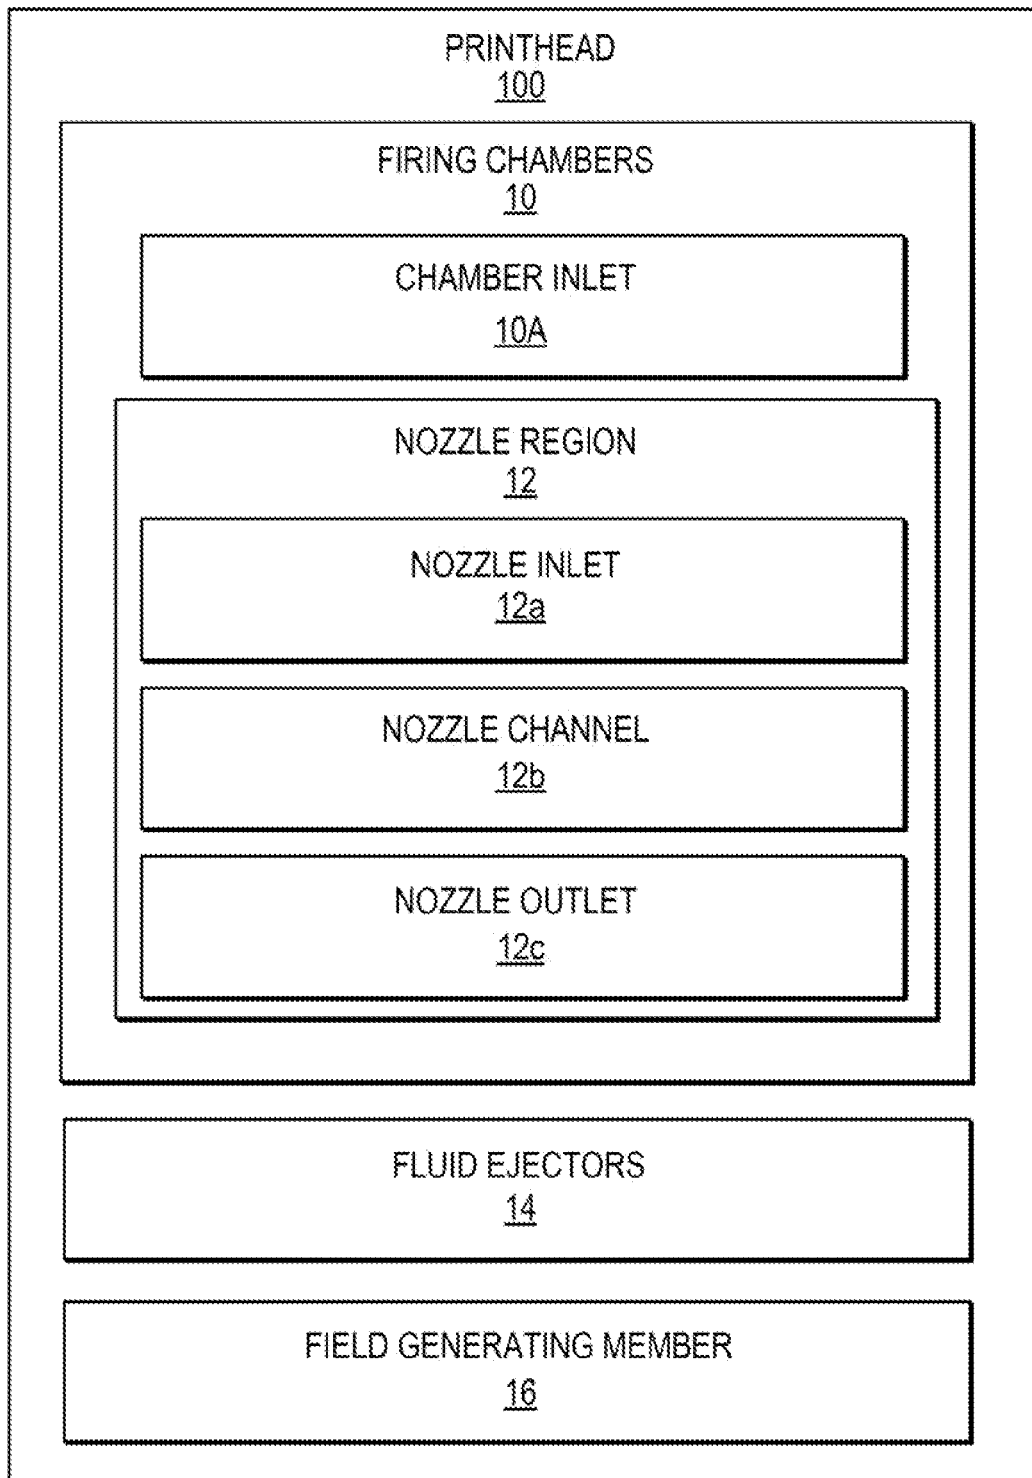 PRINTHEAD
100
FIRING CHAMBERS
10
CHAMBER INLET
10A
NOZZLE REGION
12
NOZZLE INLET
12a
NOZZLE CHANNEL
12b
NOZZLE OUTLET
12c
FLUID EJECTORS
14
FIELD GENERATING MEMBER
16